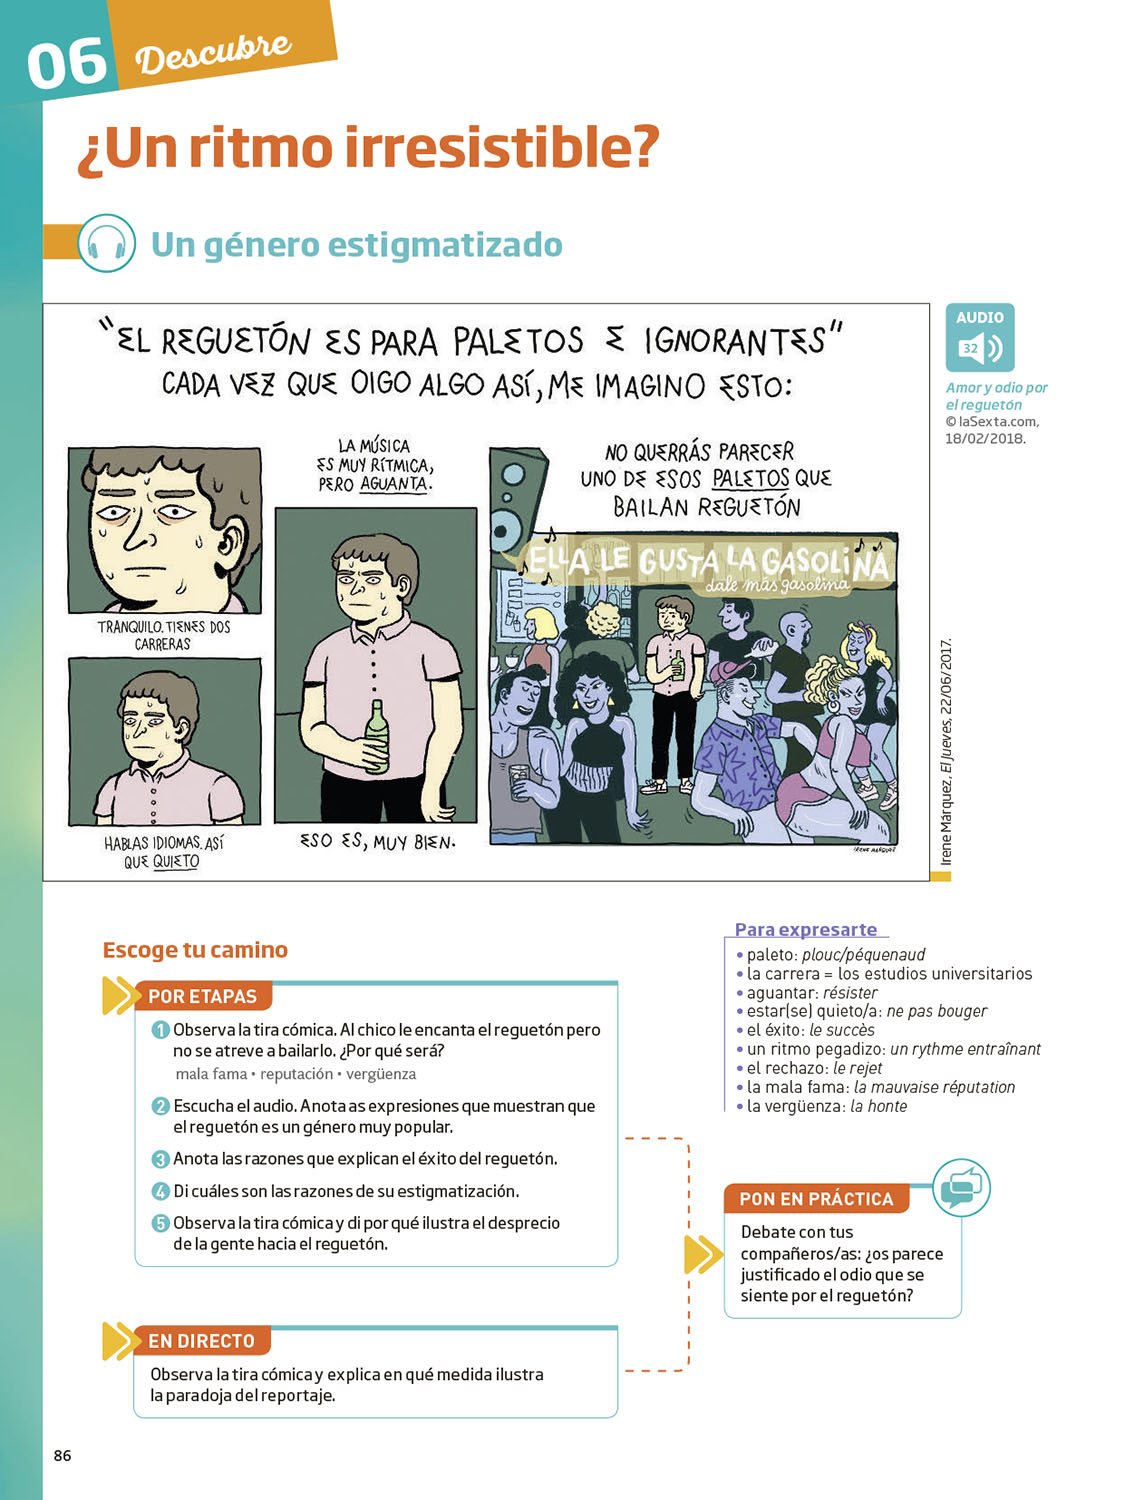 06 Descubre
¿Un ritmo irresistible?
Un género estigmatizado
"EL REGUETÓN ES PARA PALETOS E IGNORANTES"
CADA VEZ QUE OIGO ALGO ASÍ, ME IMAGINO ESTO:
TRANQUILO. TIENES DOS
CARRERAS
HABLAS IDIOMAS. ASÍ
QUE QUIETO
LA MÚSICA
ES MUY RÍTMICA,
PERO AGUANTA.
ESO ES, MUY BIEN.
NO QUERRÁS PARECER
UNO DE ESOS PALETOS QUE
BAILAN REGUETÓN
ELLA LE GUSTA LA GASOLINA
dale más gasolina
IRENE MÁRQUEZ
AUDIO
32
Amor y odio por
el reguetón
© laSexta.com,
18/02/2018.
Irene Márquez, El Jueves, 22/06/2017.
Escoge tu camino
POR ETAPAS
1 Observa la tira cómica. Al chico le encanta el reguetón pero
no se atreve a bailarlo. ¿Por qué será?
mala fama • reputación • vergüenza
2 Escucha el audio. Anota as expresiones que muestran que
el reguetón es un género muy popular.
3 Anota las razones que explican el éxito del reguetón.
4 Di cuáles son las razones de su estigmatización.
5 Observa la tira cómica y di por qué ilustra el desprecio
de la gente hacia el reguetón.
EN DIRECTO
Observa la tira cómica y explica en qué medida ilustra
la paradoja del reportaje.
Para expresarte
• paleto: plouc/péquenaud
• la carrera = los estudios universitarios
• aguantar: résister
• estar(se) quieto/a: ne pas bouger
• el éxito: le succès
• un ritmo pegadizo: un rythme entraînant
• el rechazo: le rejet
• la mala fama: la mauvaise réputation
• la vergüenza: la honte
PON EN PRÁCTICA
Debate con tus
compañeros/as: ¿os parece
justificado el odio que se
siente por el reguetón?
86